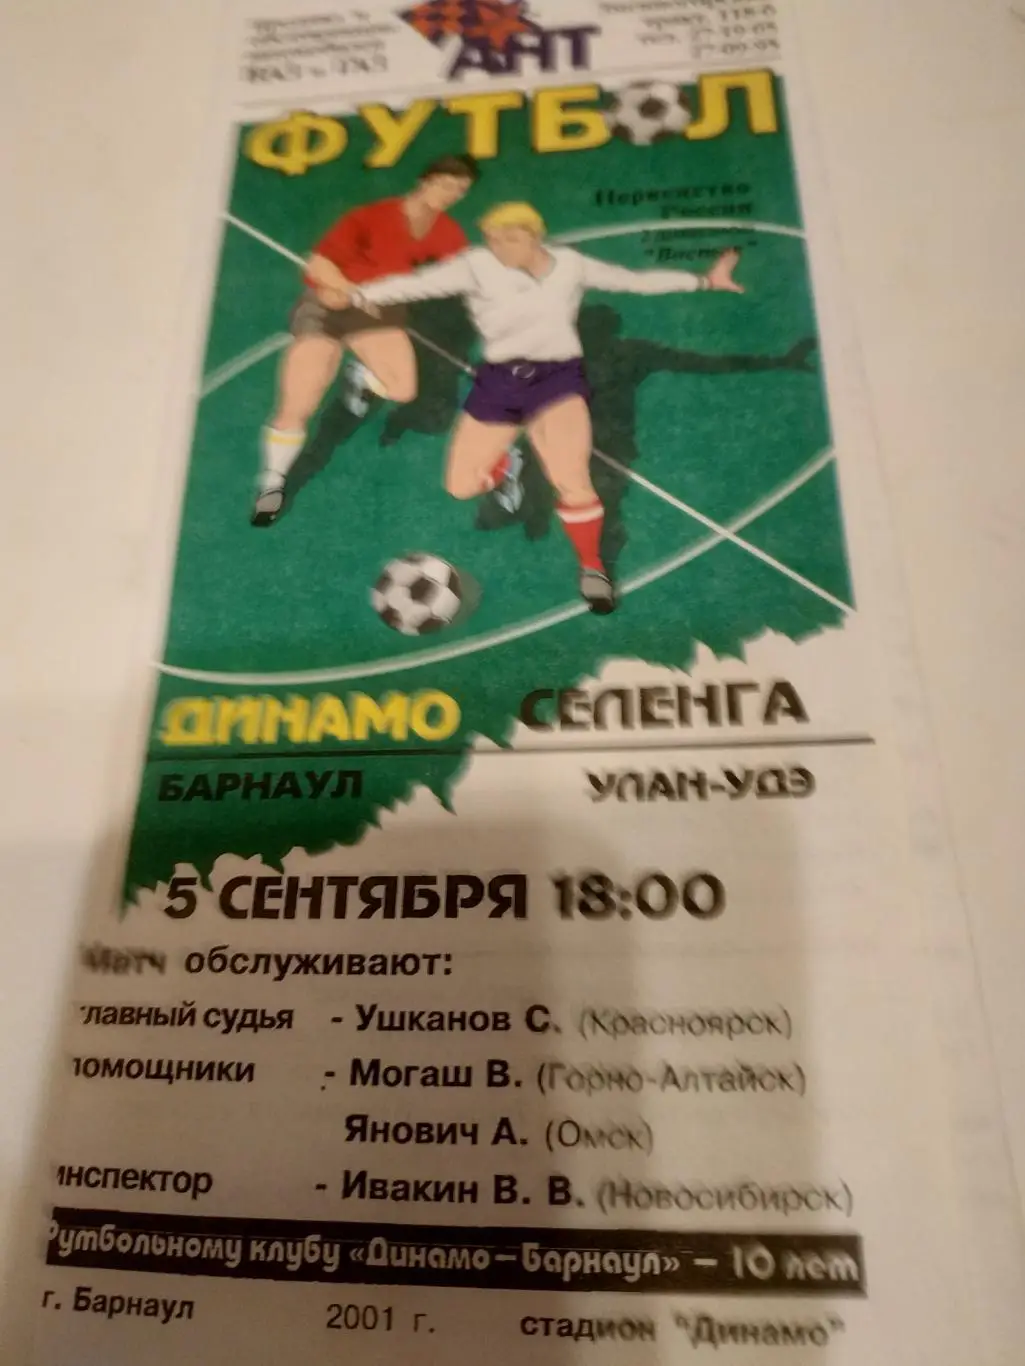 АНТ
ФУТБОЛ
Первенство
России
"Восток"
ДИНАМО СЕЛЕНГА
БАРНАУЛ УЛАН-УДЭ
5 СЕНТЯБРЯ 18:00
Матч обслуживают:
главный судья - Ушканов С. (Красноярск)
помощники - Могаш В. (Горно-Алтайск)
Янович А. (Омск)
инспектор - Ивакин В. В. (Новосибирск)
Футбольному клубу «Динамо-Барнаул» - 10 лет
г. Барнаул 2001 г. стадион "Динамо"